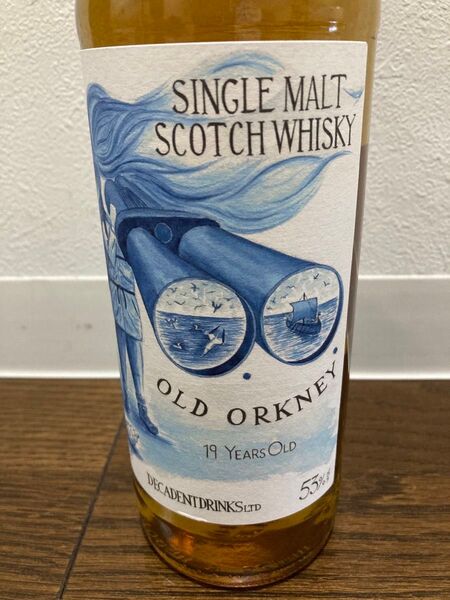 SINGLE MALT
SCOTCH WHISKY
OLD ORKNEY
19 YEARS OLD
DECADENTDRINKS LTD